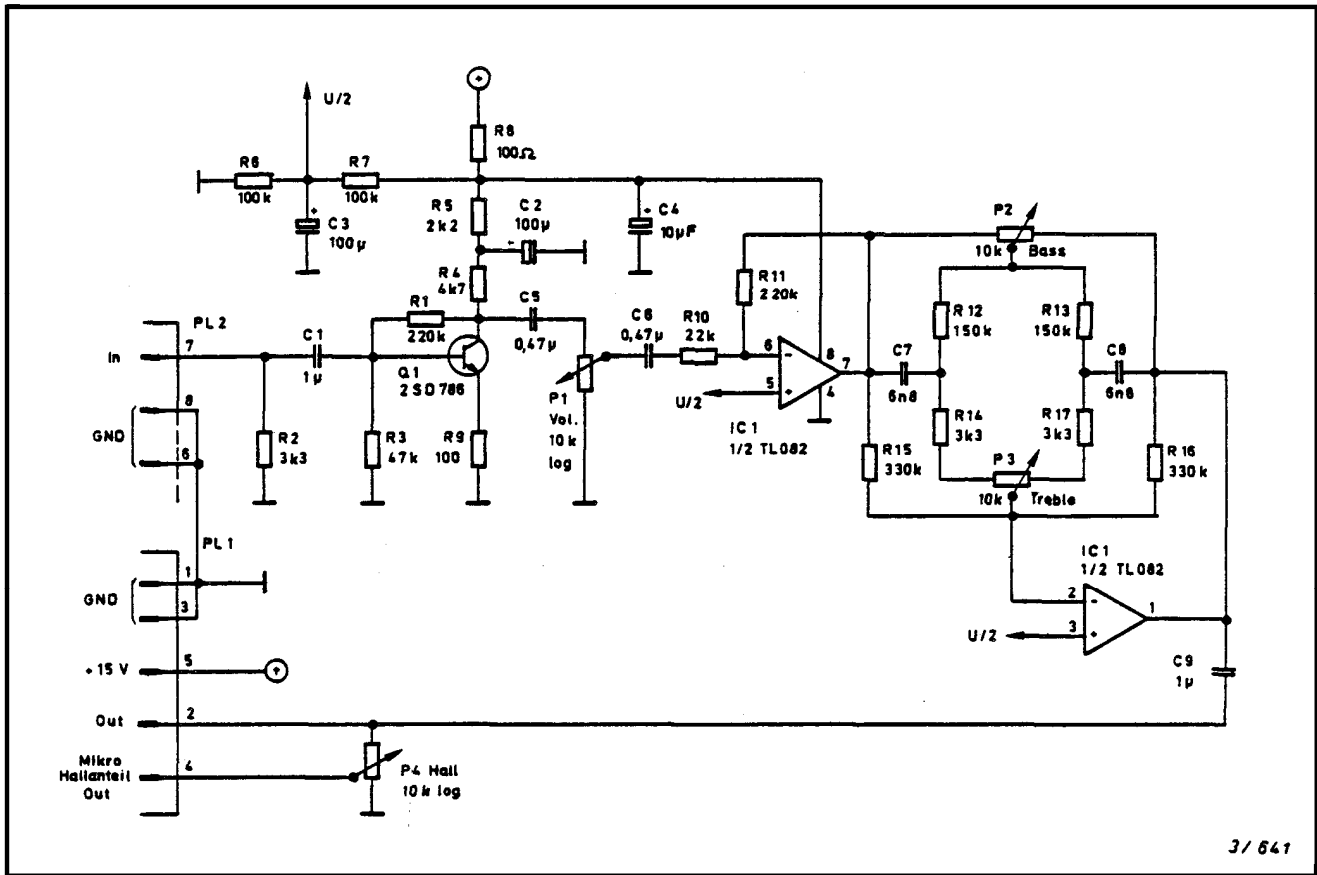 +
U/2
R8
100Ω
R6
100k
R7
100k
C3
+
100µ
R5
2k2
C2
100µ
+
C4
+
10µF
R4
4k7
R1
220k
C5
0,47µ
PL2
In
7
C1
1µ
Q1
2SD786
8
GND
6
R2
3k3
R3
47k
R9
100
P1
Vol.
10k
log
C6
0,47µ
R10
22k
R11
220k
6
-
5
+
8
7
4
U/2
IC1
1/2 TL082
P2
10k
Bass
R12
150k
R13
150k
C7
6n8
C8
6n8
R14
3k3
R17
3k3
R15
330k
P3
10k
Treble
R16
330k
PL1
1
GND
3
+15V
5
+
Out
2
Mikro
Hallanteil
Out
4
P4 Hall
10k log
IC1
1/2 TL082
2
-
3
+
1
U/2
C9
1µ
3/641